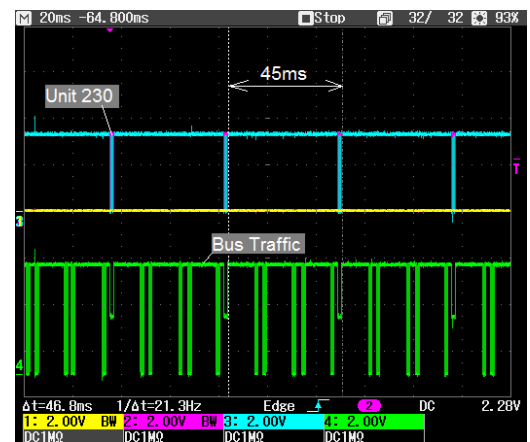 M 20ms -64.800ms Stop 32/ 32 93%
45ms
Unit 230
T
3
Bus Traffic
4
Δt=46.8ms 1/Δt=21.3Hz Edge 2 DC 2.28V
1: 2.00V BW 2: 2.00V BW 3: 2.00V 4: 2.00V
DC1MΩ DC1MΩ DC1MΩ DC1MΩ